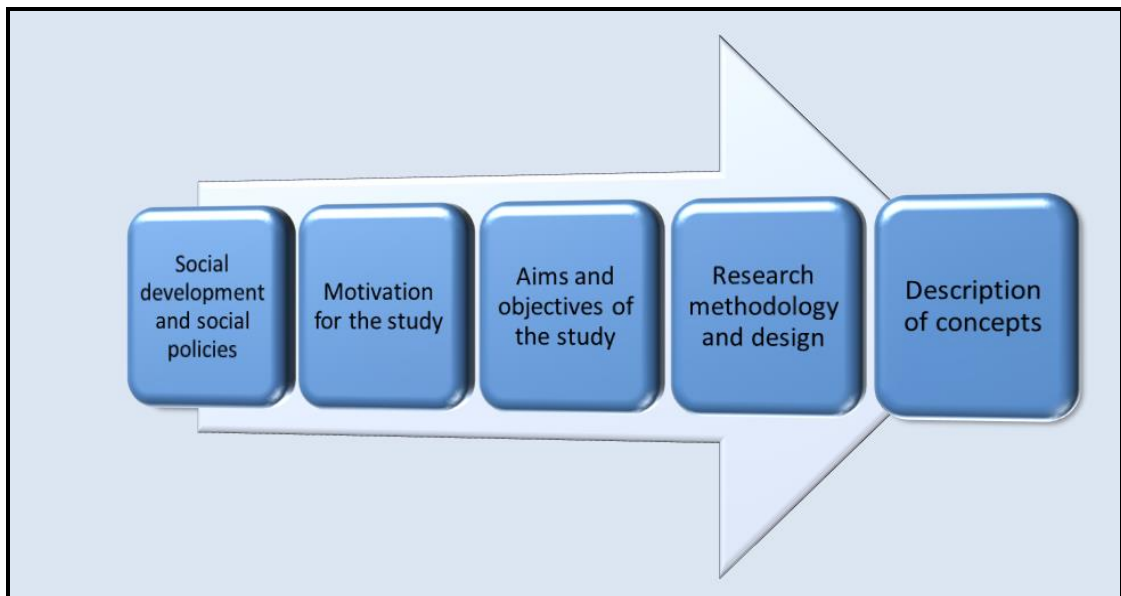 Social
development
and social
policies
Motivation
for the study
Aims and
objectives of
the study
Research
methodology
and design
Description
of concepts